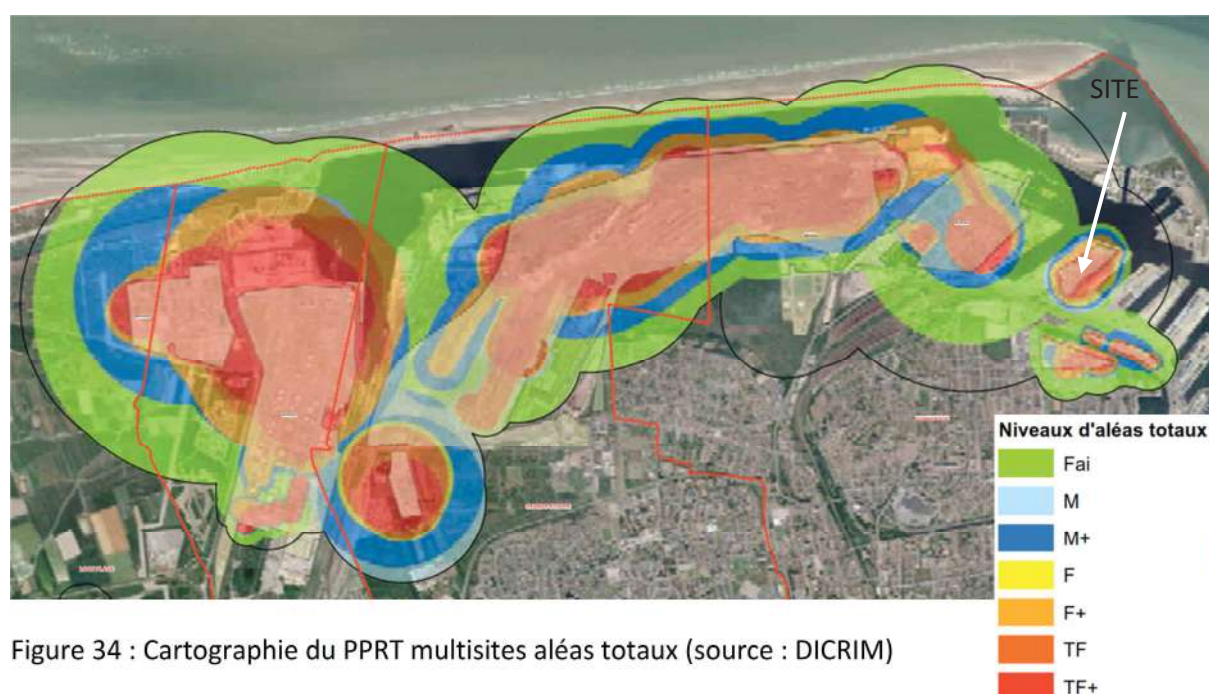 SITE
Niveaux d'aléas totaux
Fai
M
M+
F
F+
TF
TF+
Figure 34 : Cartographie du PPRT multisites aléas totaux (source : DICRIM)